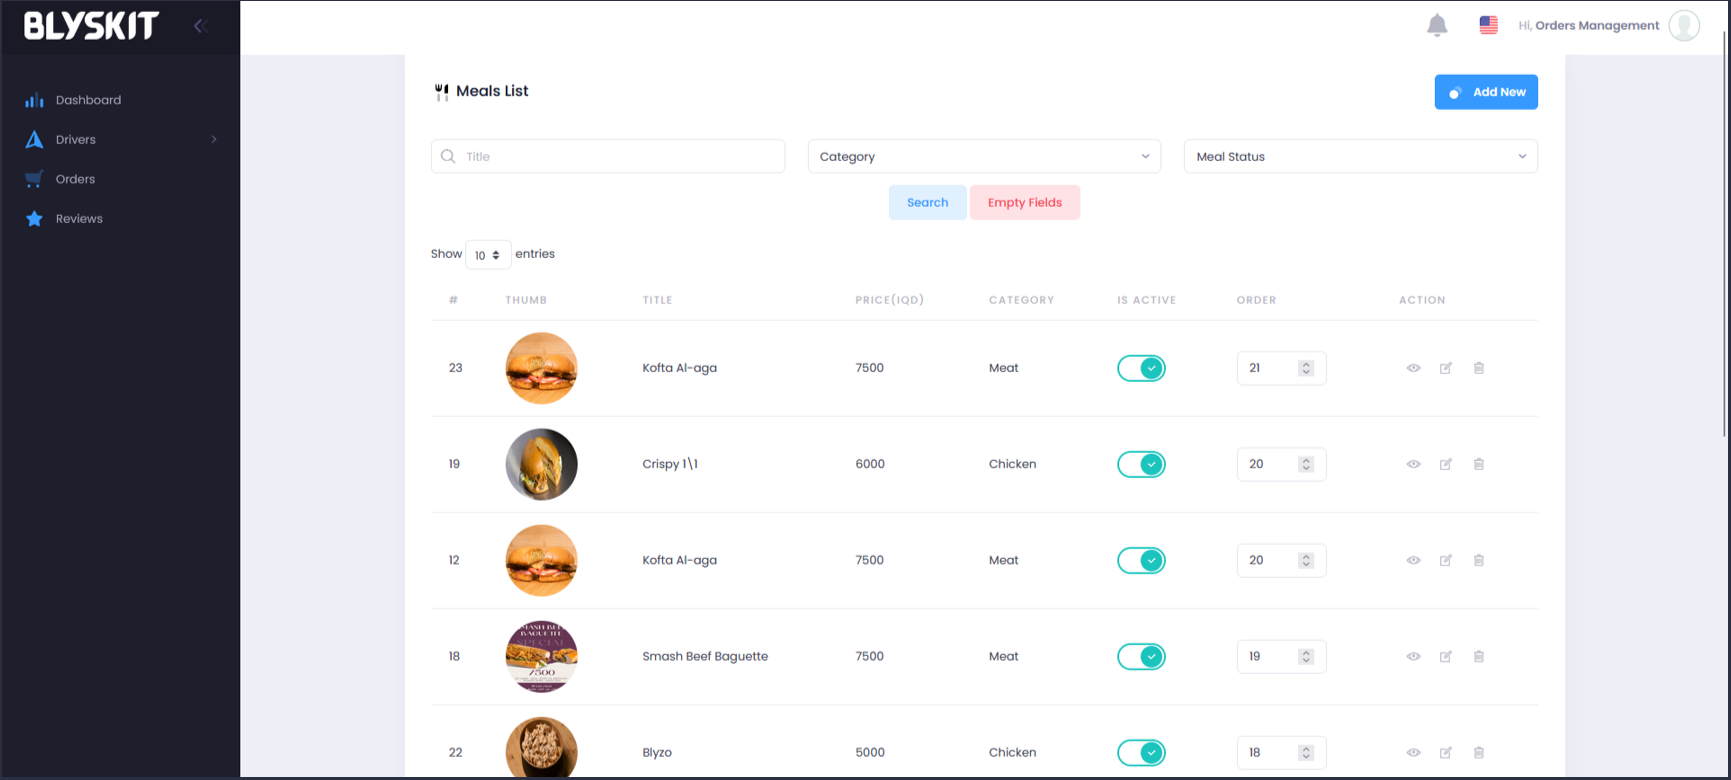 BLYSKIT
Hi, Orders Management
Dashboard
Drivers
Orders
Reviews
Meals List
Add New
Title
Category
Meal Status
Search
Empty Fields
Show 10 entries
# THUMB TITLE PRICE(IQD) CATEGORY IS ACTIVE ORDER ACTION
23 Kofta Al-aga 7500 Meat 21
19 Crispy 1\1 6000 Chicken 20
12 Kofta Al-aga 7500 Meat 20
BAGUETTE
SPECIAL
7500
18 Smash Beef Baguette 7500 Meat 19
22 Blyzo 5000 Chicken 18